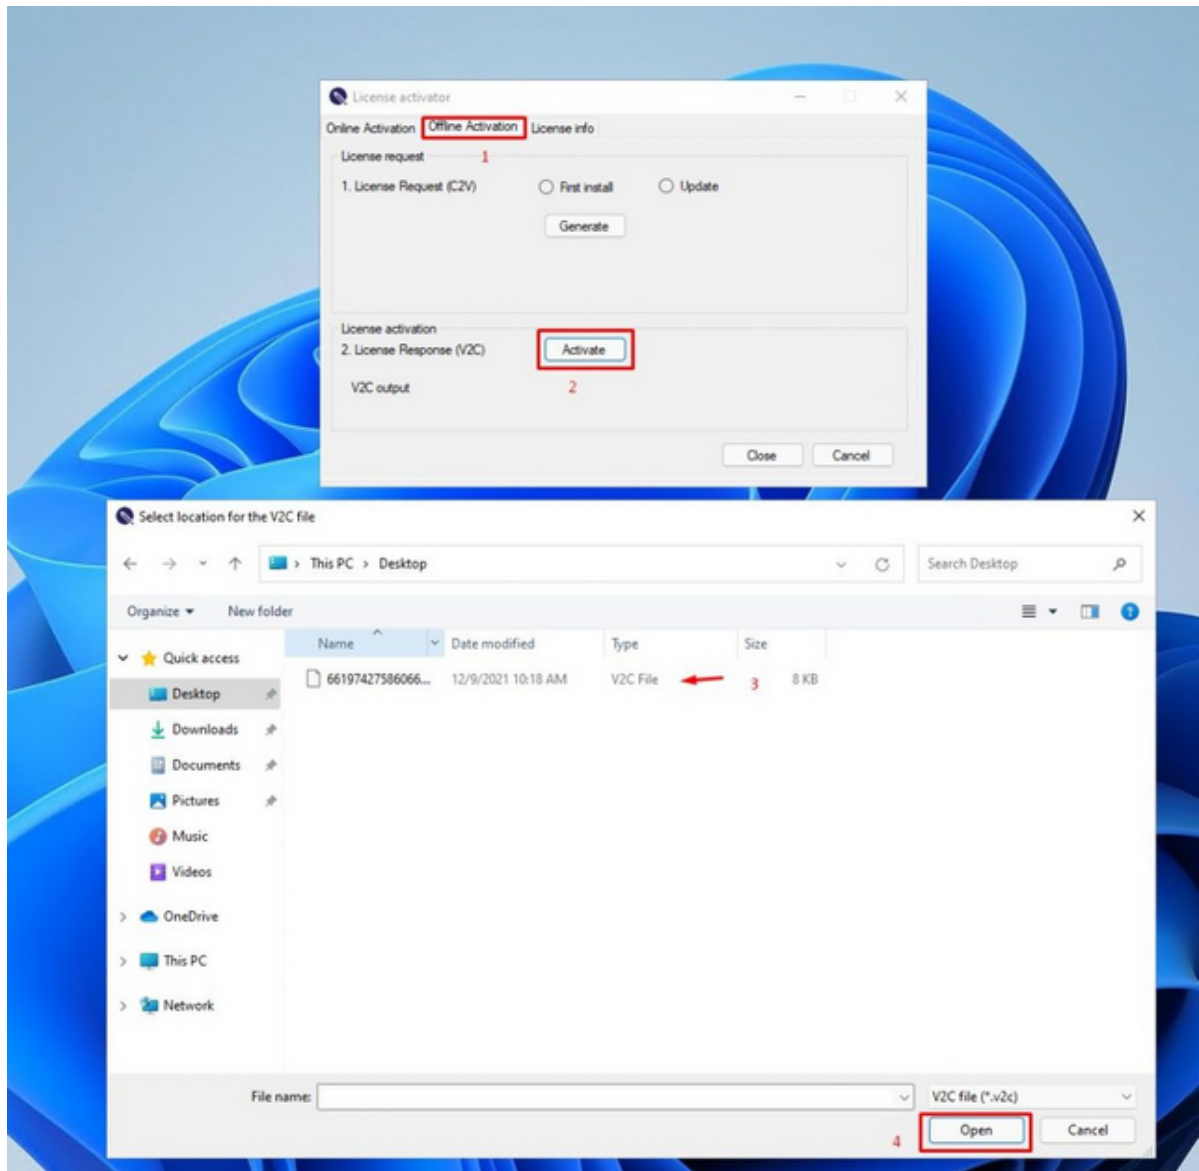 License activator
Online Activation Offline Activation License info
License request 1
1. License Request (C2V) First install Update
Generate
License activation
2. License Response (V2C) Activate
V2C output 2
Close Cancel
Select location for the V2C file
This PC > Desktop Search Desktop
Organize New folder
Quick access Name Date modified Type Size
Desktop 66197427586066... 12/9/2021 10:18 AM V2C File 3 8 KB
Downloads
Documents
Pictures
Music
Videos
OneDrive
This PC
Network
File name: V2C file (*.v2c)
4 Open Cancel